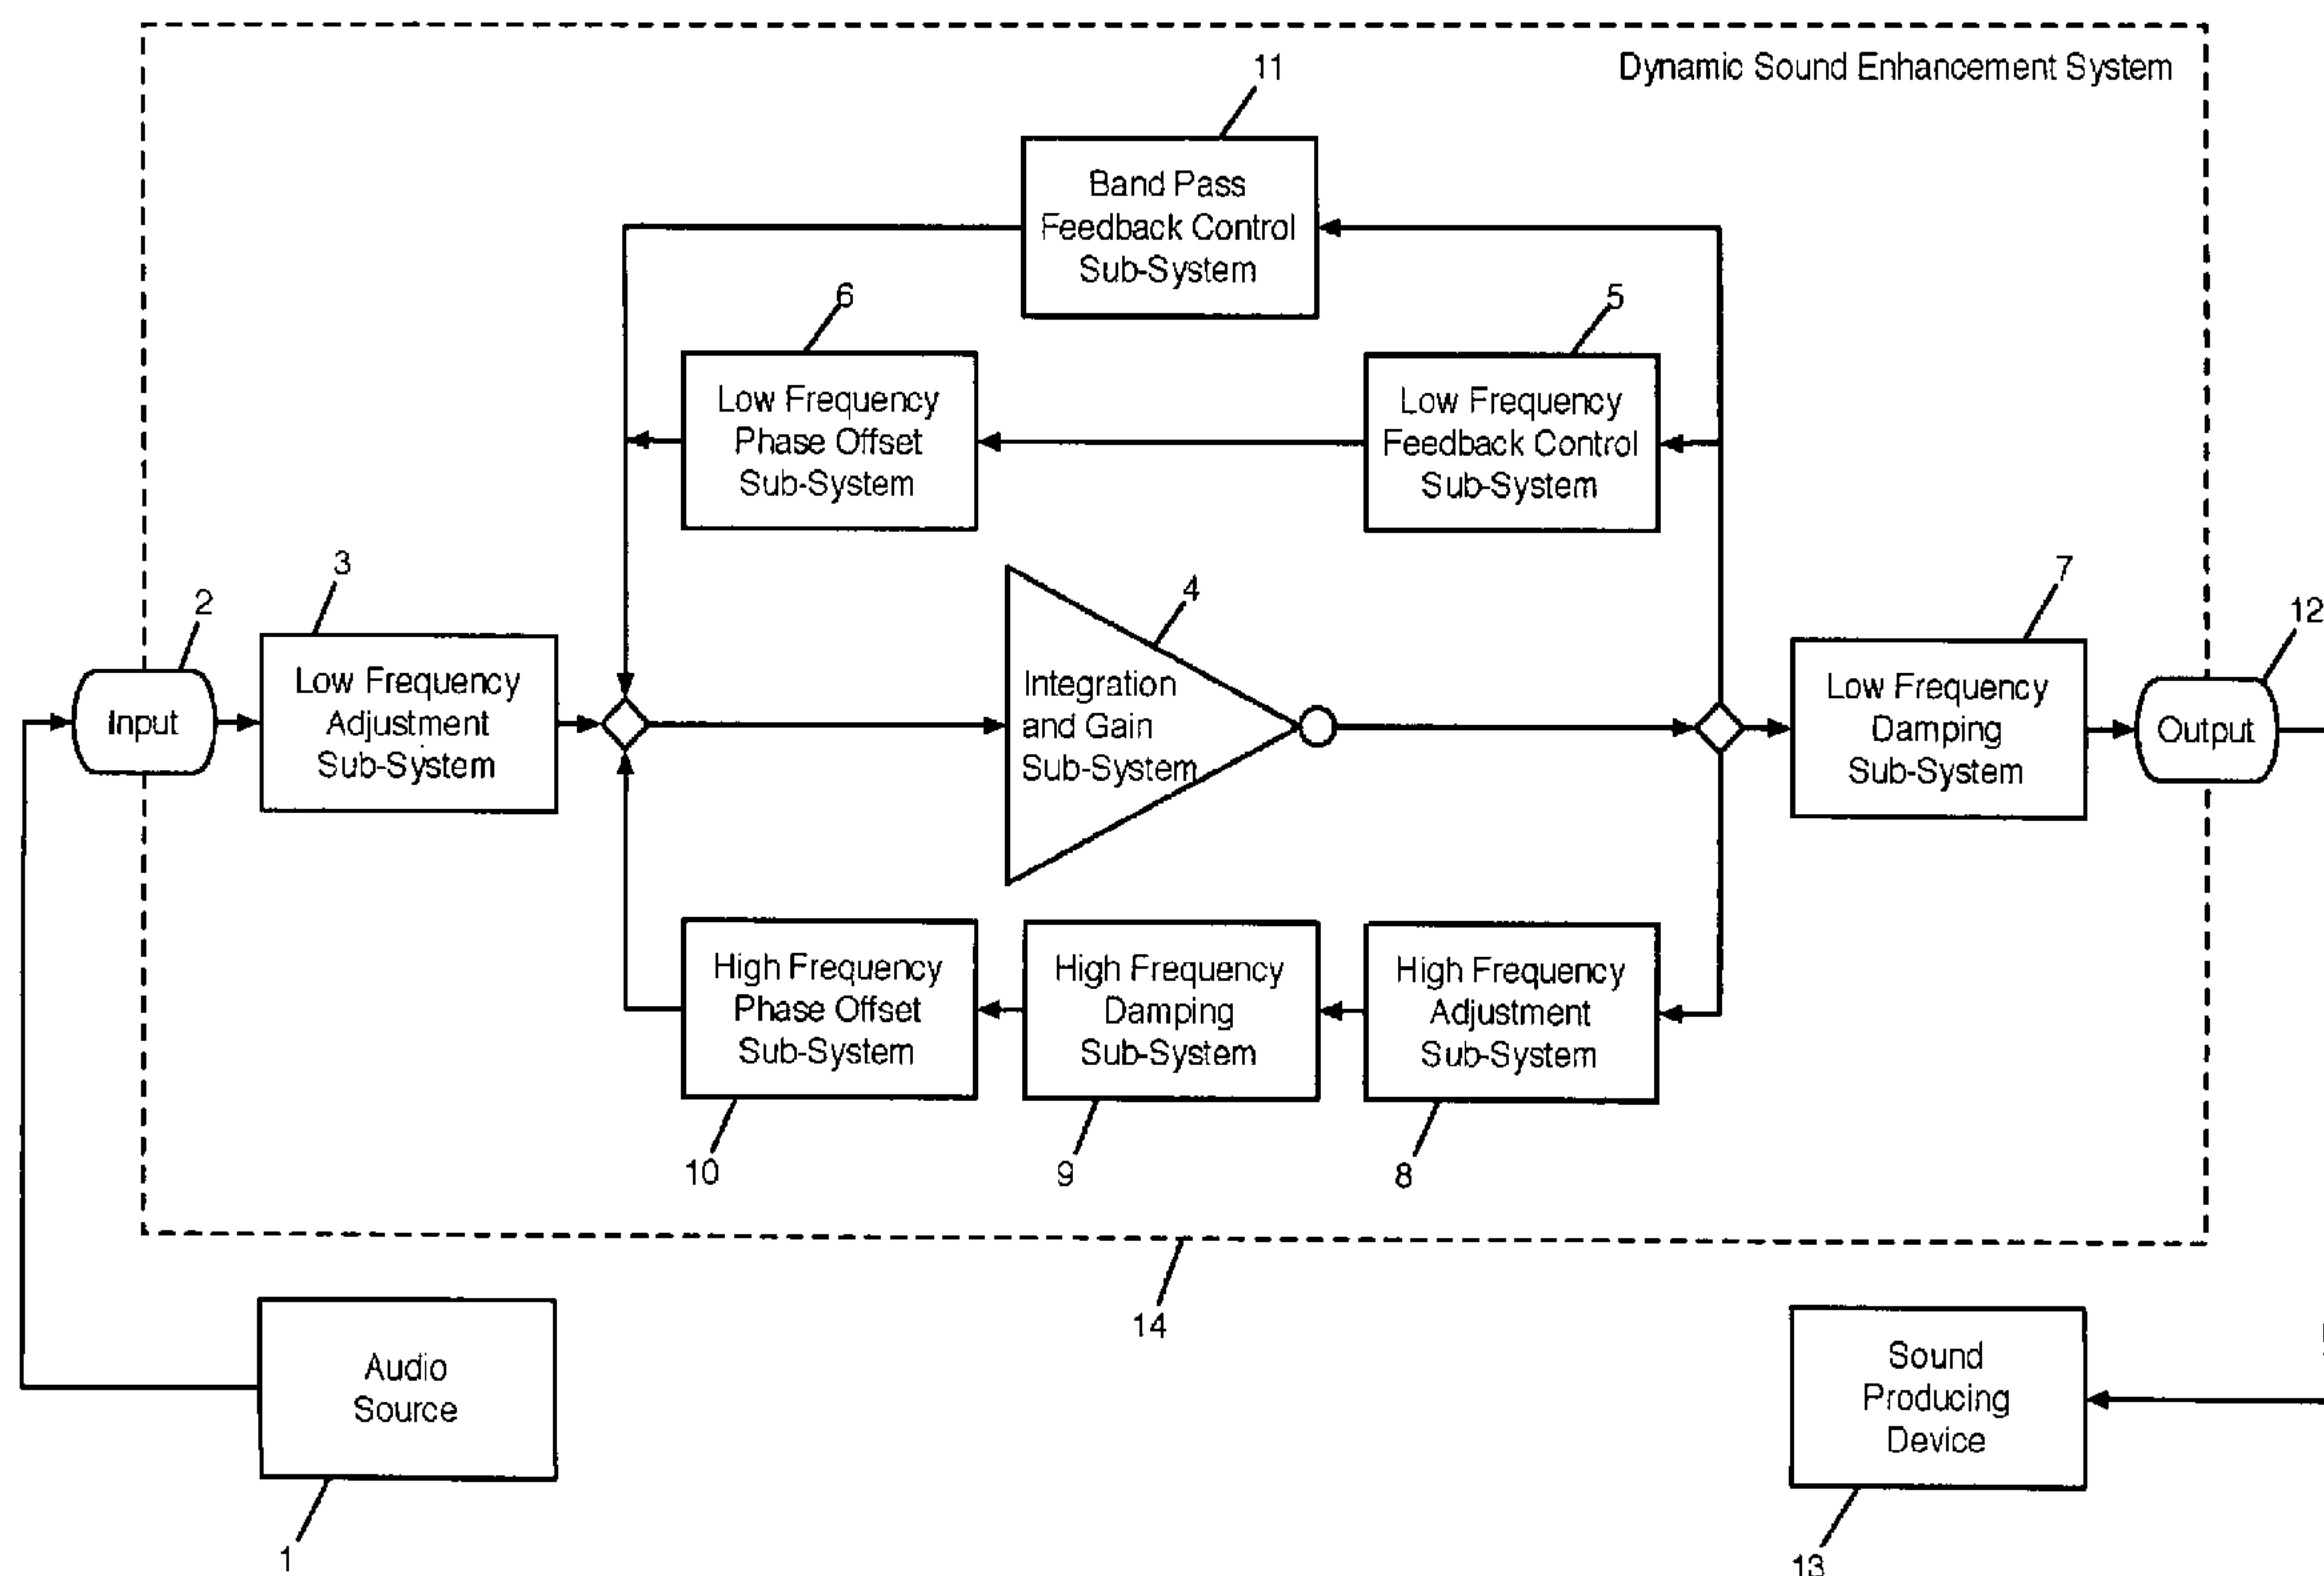 Dynamic Sound Enhancement System
11
Band Pass
Feedback Control
Sub-System
6
Low Frequency
Phase Offset
Sub-System
5
Low Frequency
Feedback Control
Sub-System
2
Input
3
Low Frequency
Adjustment
Sub-System
4
Integration
and Gain
Sub-System
7
Low Frequency
Damping
Sub-System
12
Output
High Frequency
Phase Offset
Sub-System
10
High Frequency
Damping
Sub-System
9
High Frequency
Adjustment
Sub-System
8
14
Audio
Source
1
Sound
Producing
Device
13